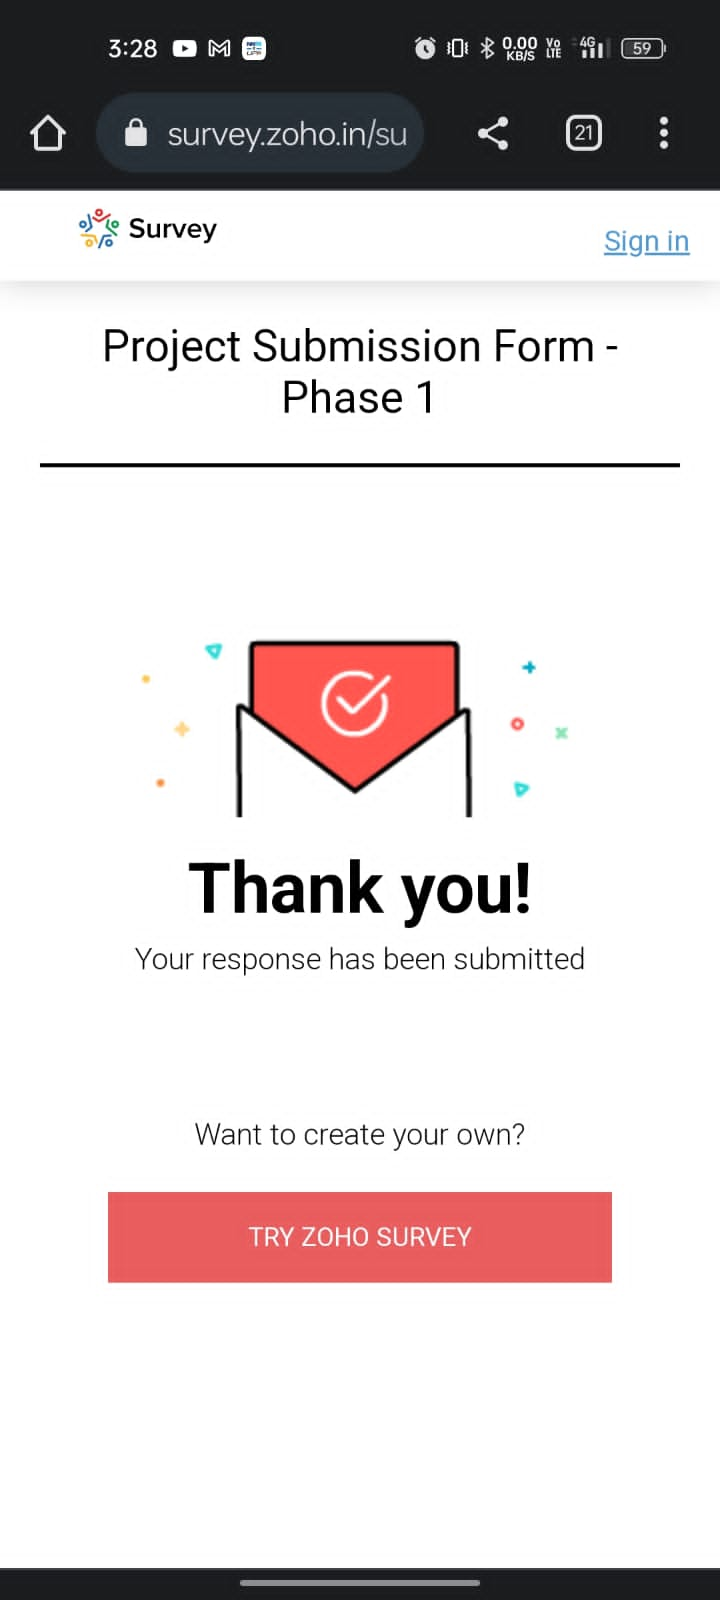 3:28 0.00 KB/S Vo LTE 4G 59
survey.zoho.in/su 21
Survey
Sign in
Project Submission Form -
Phase 1
Thank you!
Your response has been submitted
Want to create your own?
TRY ZOHO SURVEY